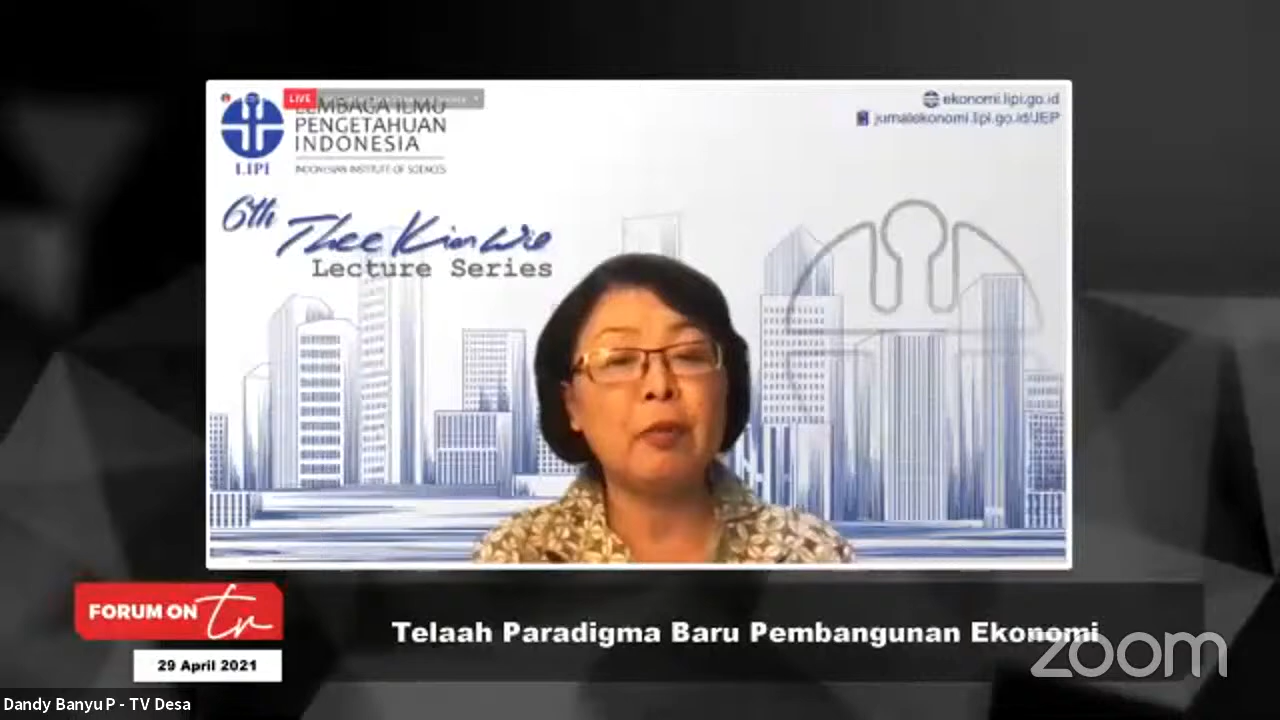 LIVE
LEMBAGA ILMU
PENGETAHUAN
INDONESIA
LIPI
INDONESIAN INSTITUTE OF SCIENCES
ekonomi.lipi.go.id
jurnalekonomi.lipi.go.id/JEP
6th Thee Kian Wie
Lecture Series
FORUM ON tr
29 April 2021
Telaah Paradigma Baru Pembangunan Ekonomi
zoom
Dandy Banyu P - TV Desa